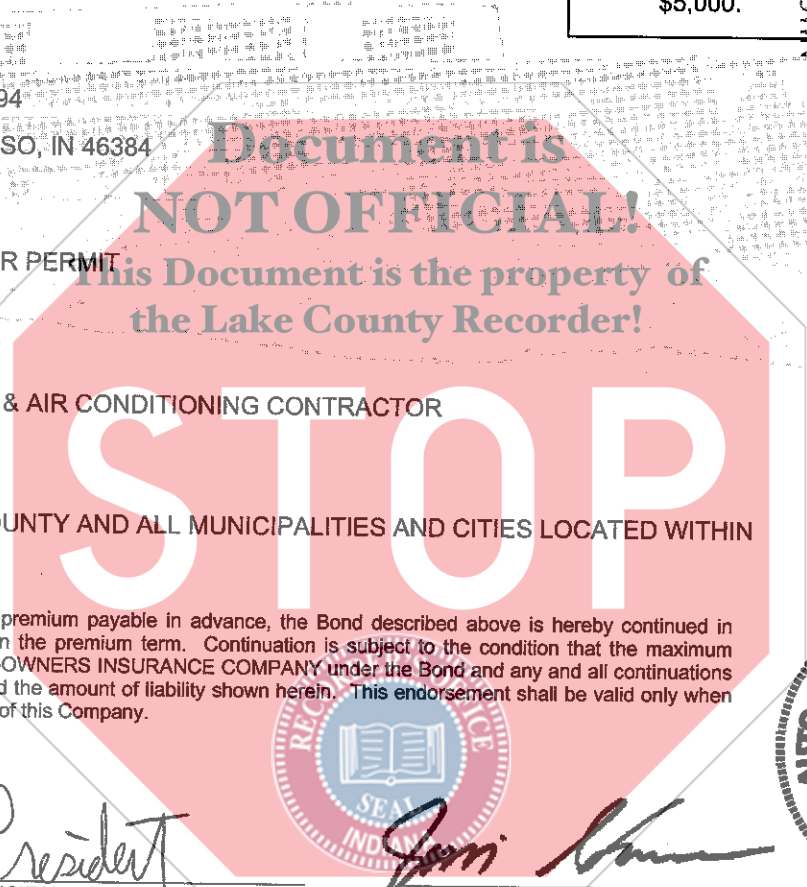 $5,000.
94
SO, IN 46384
Document is
NOT OFFICIAL!
R PERMIT
This Document is the property of
the Lake County Recorder!
& AIR CONDITIONING CONTRACTOR
STOP
OUNTY AND ALL MUNICIPALITIES AND CITIES LOCATED WITHIN
premium payable in advance, the Bond described above is hereby continued in
n the premium term. Continuation is subject to the condition that the maximum
-OWNERS INSURANCE COMPANY under the Bond and any and all continuations
d the amount of liability shown herein. This endorsement shall be valid only when
of this Company.
RECORDER'S OFFICE
SEAL
INDIANA
President